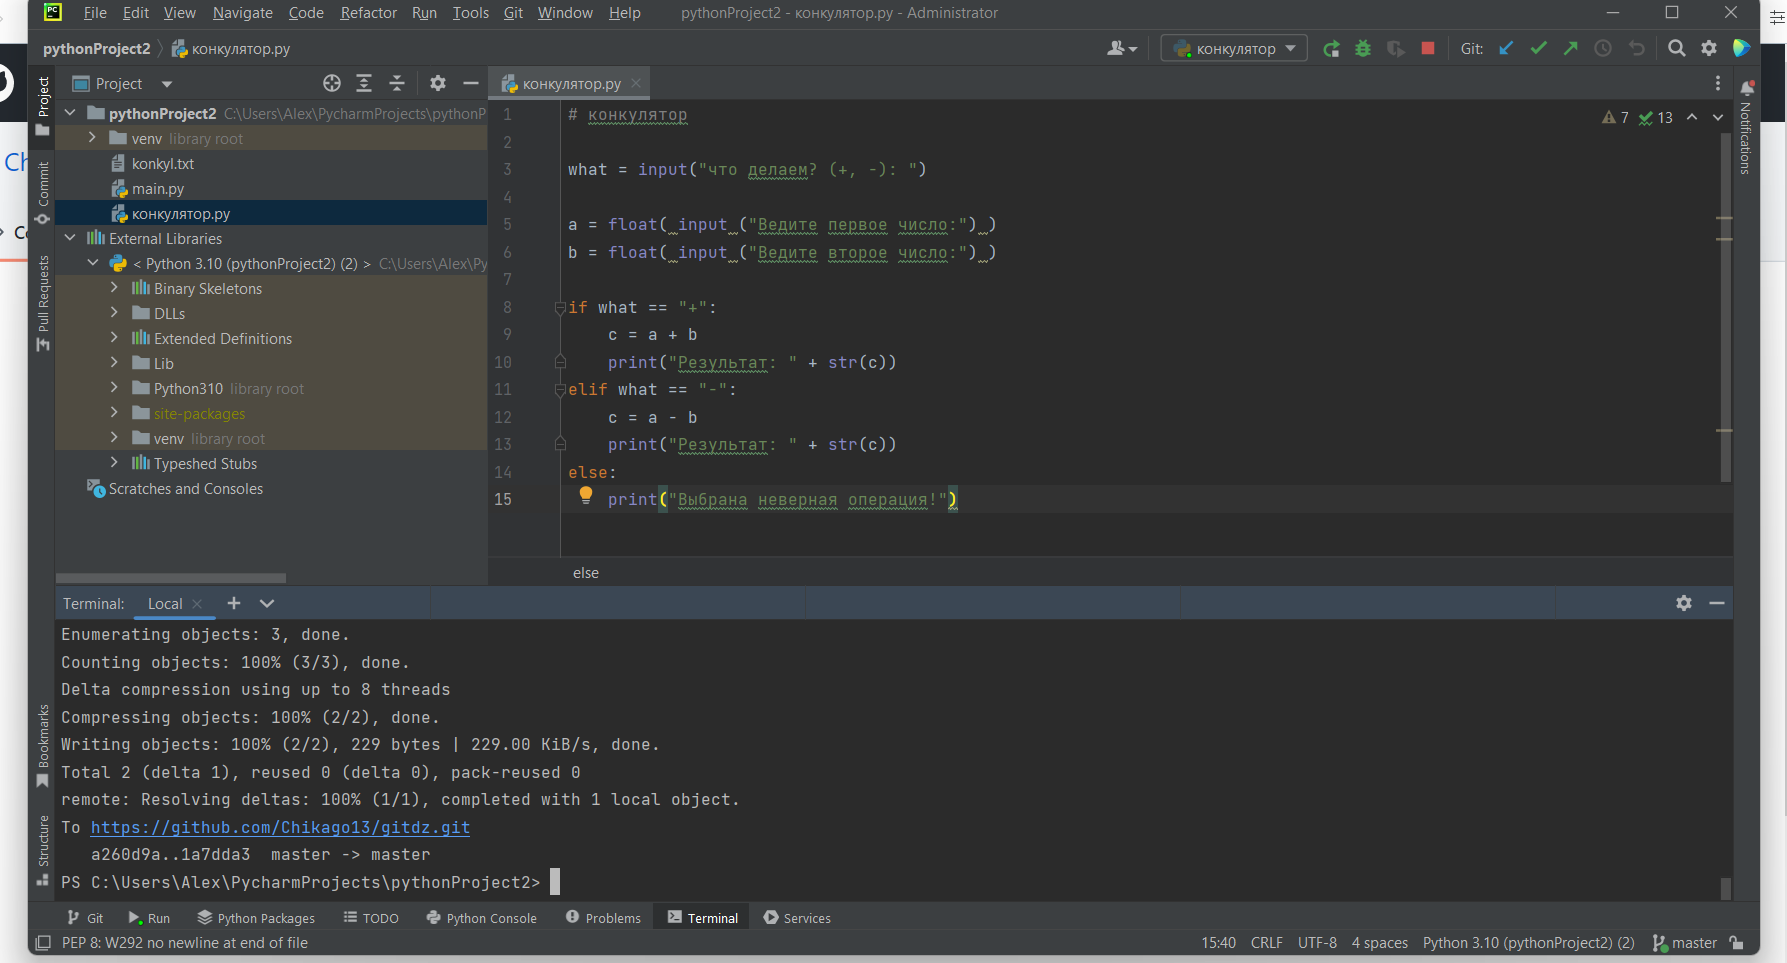 File Edit View Navigate Code Refactor Run Tools Git Window Help pythonProject2 - конкулятор.py - Administrator
pythonProject2 конкулятор.py конкулятор Git:
Project
конкулятор.py
pythonProject2 C:\Users\Alex\PycharmProjects\pythonP
venv library root
konkyl.txt
main.py
конкулятор.py
External Libraries
< Python 3.10 (pythonProject2) (2) > C:\Users\Alex\Py
Binary Skeletons
DLLs
Extended Definitions
Lib
Python310 library root
site-packages
venv library root
Typeshed Stubs
Scratches and Consoles
Project
Commit
Pull Requests
Bookmarks
Structure
Notifications
7 13
1 # конкулятор
2
3 what = input("что делаем? (+, -): ")
4
5 a = float( input ("Ведите первое число:") )
6 b = float( input ("Ведите второе число:") )
7
8 if what == "+":
9 c = a + b
10 print("Результат: " + str(c))
11 elif what == "-":
12 c = a - b
13 print("Результат: " + str(c))
14 else:
15 print("Выбрана неверная операция!")
else
Terminal: Local
Enumerating objects: 3, done.
Counting objects: 100% (3/3), done.
Delta compression using up to 8 threads
Compressing objects: 100% (2/2), done.
Writing objects: 100% (2/2), 229 bytes | 229.00 KiB/s, done.
Total 2 (delta 1), reused 0 (delta 0), pack-reused 0
remote: Resolving deltas: 100% (1/1), completed with 1 local object.
To https://github.com/Chikago13/gitdz.git
a260d9a..1a7dda3 master -> master
PS C:\Users\Alex\PycharmProjects\pythonProject2>
Git Run Python Packages TODO Python Console Problems Terminal Services
PEP 8: W292 no newline at end of file 15:40 CRLF UTF-8 4 spaces Python 3.10 (pythonProject2) (2) master